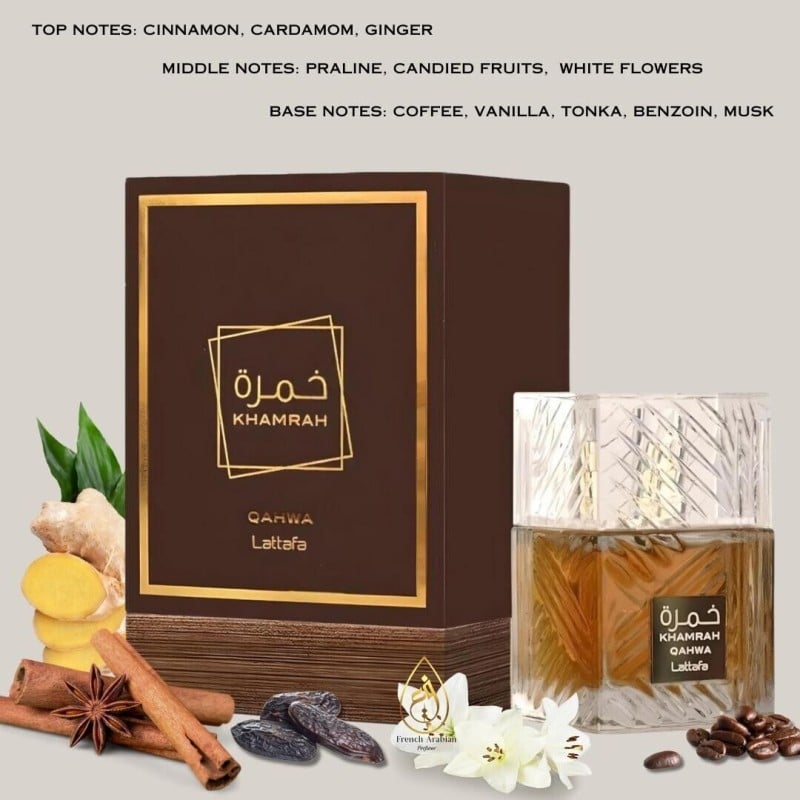 TOP NOTES: CINNAMON, CARDAMOM, GINGER
MIDDLE NOTES: PRALINE, CANDIED FRUITS, WHITE FLOWERS
BASE NOTES: COFFEE, VANILLA, TONKA, BENZOIN, MUSK
خمرة
KHAMRAH
QAHWA
Lattafa
خمرة
KHAMRAH
QAHWA
Lattafa
French Arabian
Perfume